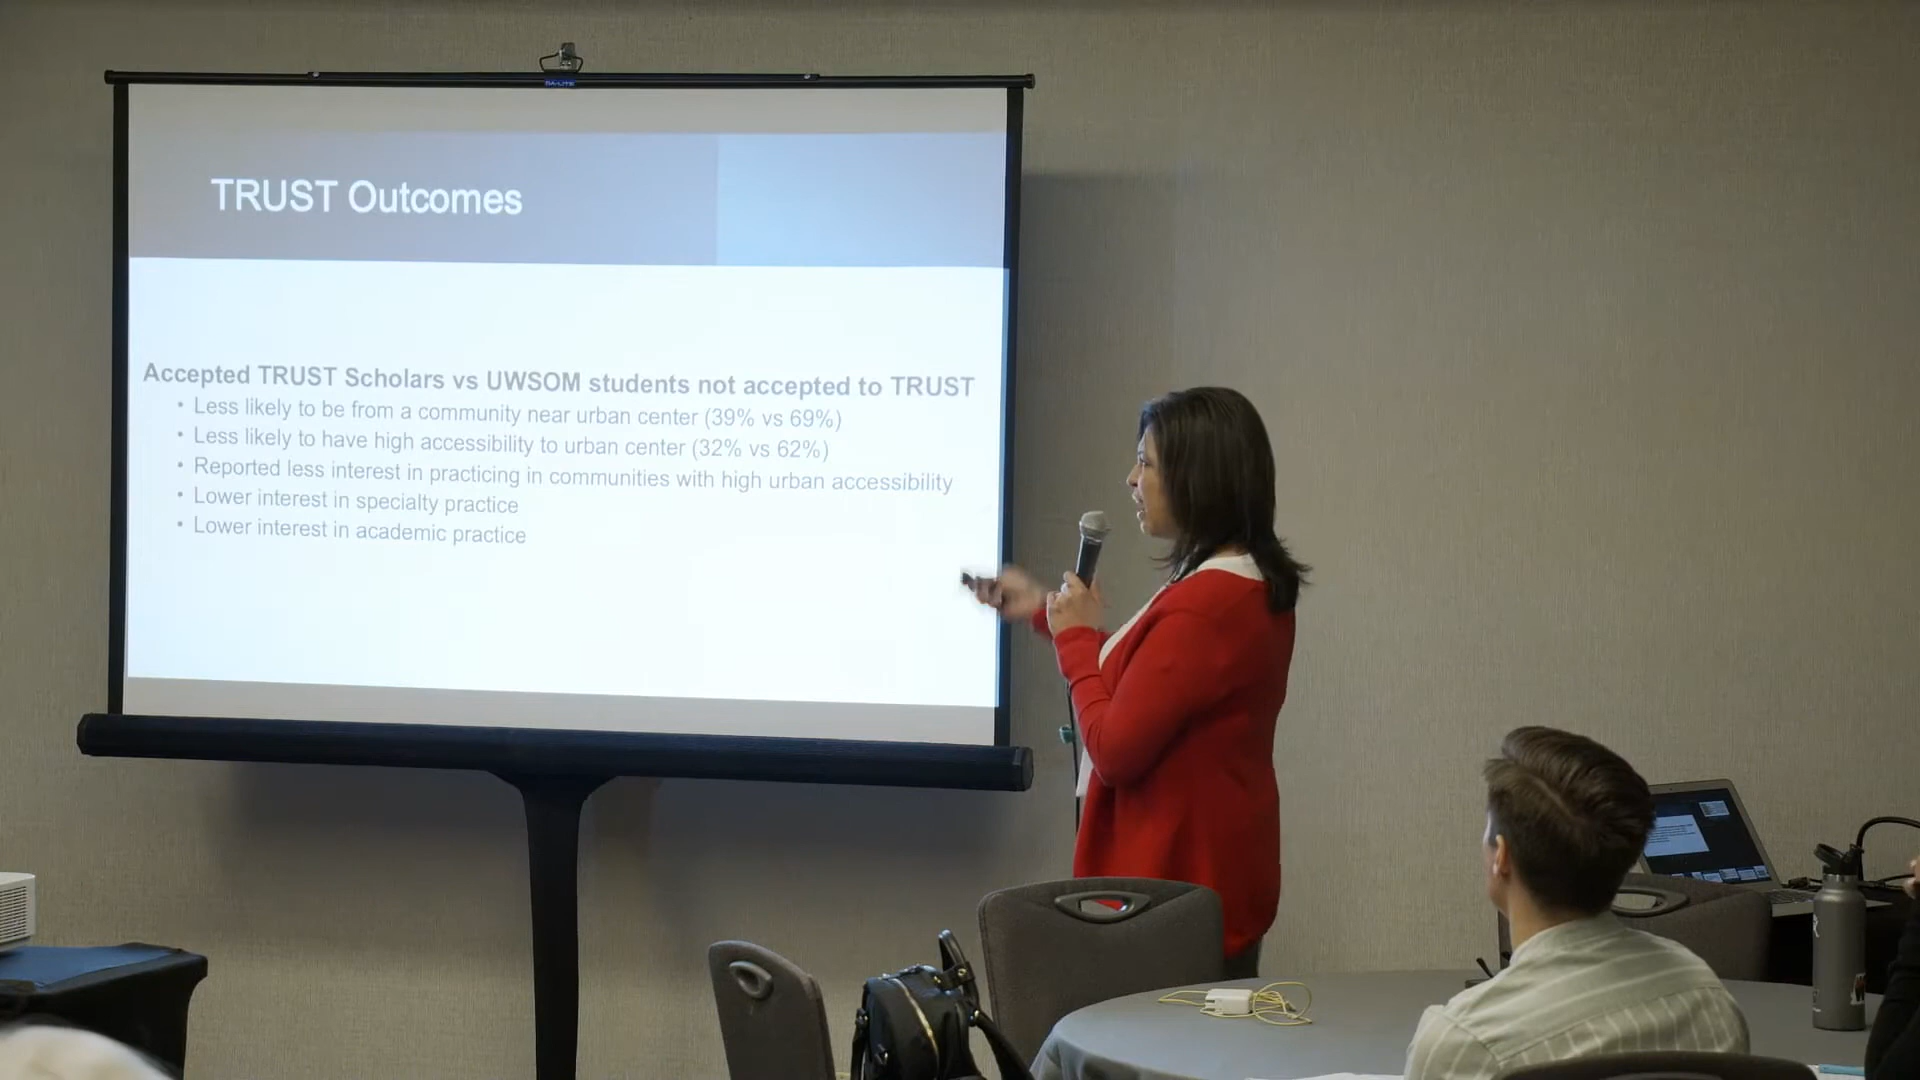 DA-LITE
TRUST Outcomes
Accepted TRUST Scholars vs UWSOM students not accepted to TRUST
• Less likely to be from a community near urban center (39% vs 69%)
• Less likely to have high accessibility to urban center (32% vs 62%)
• Reported less interest in practicing in communities with high urban accessibility
• Lower interest in specialty practice
• Lower interest in academic practice